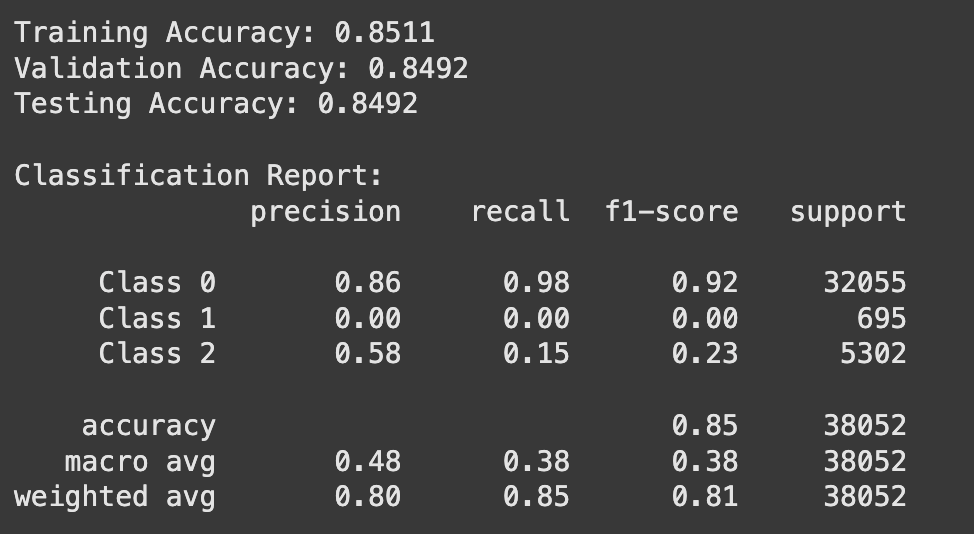 Training Accuracy: 0.8511
Validation Accuracy: 0.8492
Testing Accuracy: 0.8492
Classification Report:
precision recall f1-score support
Class 0 0.86 0.98 0.92 32055
Class 1 0.00 0.00 0.00 695
Class 2 0.58 0.15 0.23 5302
accuracy 0.85 38052
macro avg 0.48 0.38 0.38 38052
weighted avg 0.80 0.85 0.81 38052